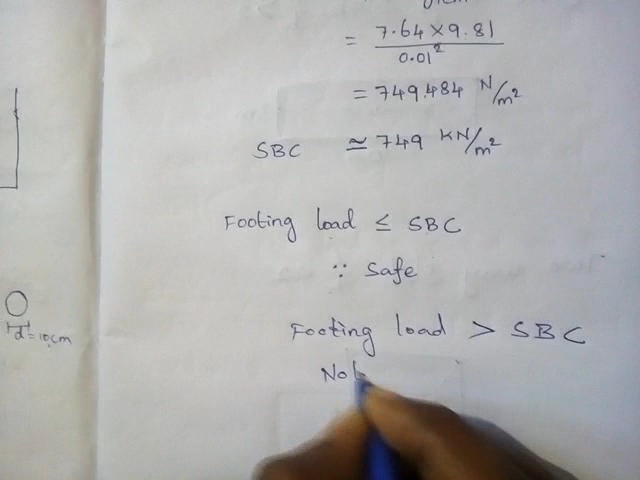 = 7.64 × 9.81
0.01²
= 749.484 N/m²
SBC ≃ 749 KN/m²
Footing load ≤ SBC
∵ Safe
Footing load > SBC
d = 10cm